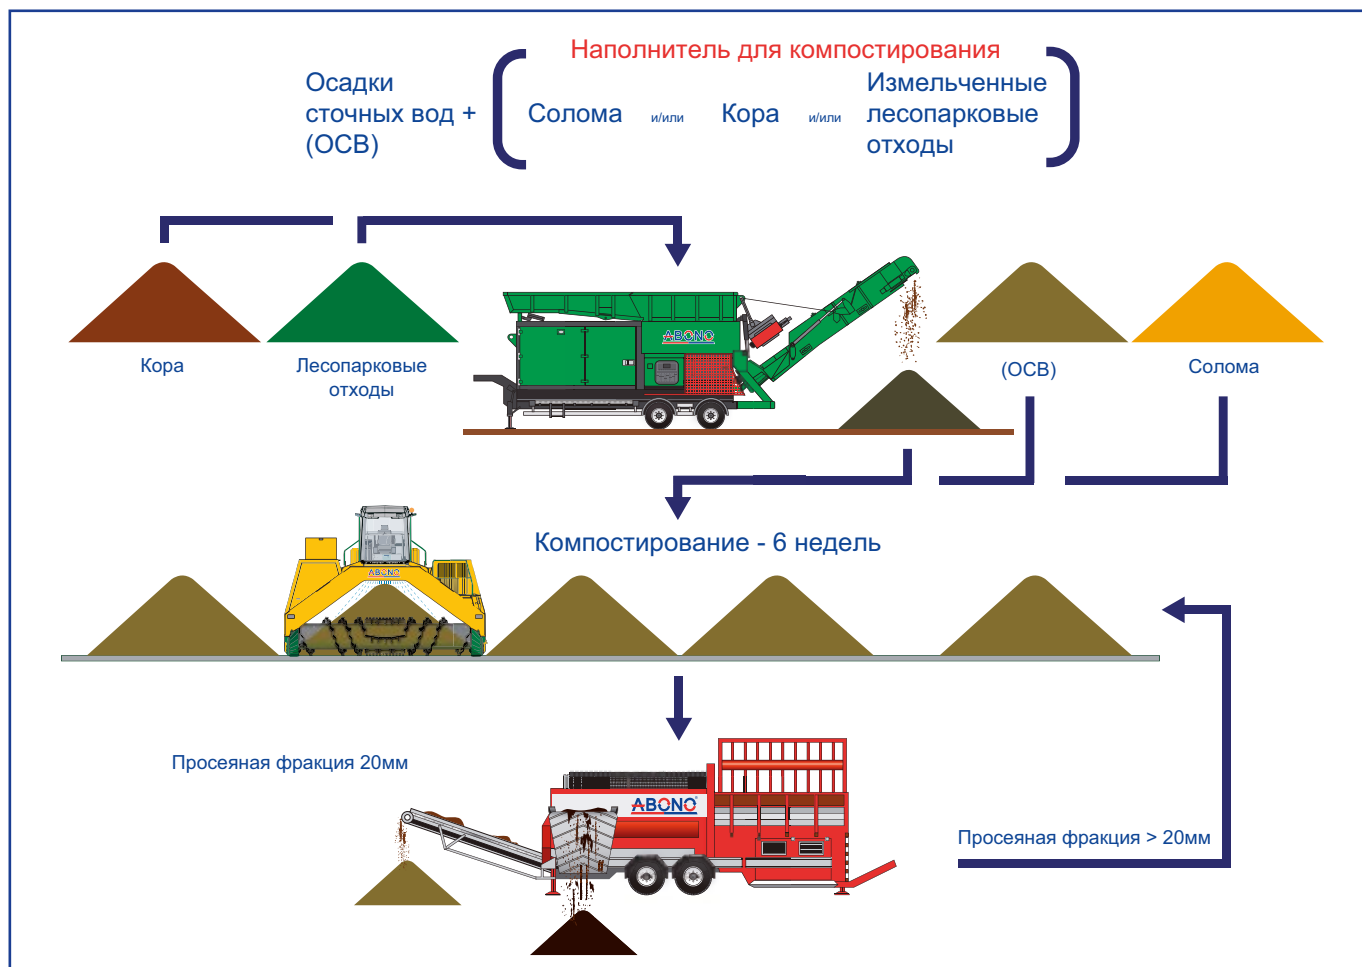 Наполнитель для компостирования
Осадки
сточных вод +
(ОСВ)
Солома и/или Кора и/или
Измельченные
лесопарковые
отходы
Кора
Лесопарковые
отходы
ABONO
(ОСВ)
Солома
Компостирование - 6 недель
ABONO
Просеяная фракция 20мм
ABONO®
Просеяная фракция > 20мм